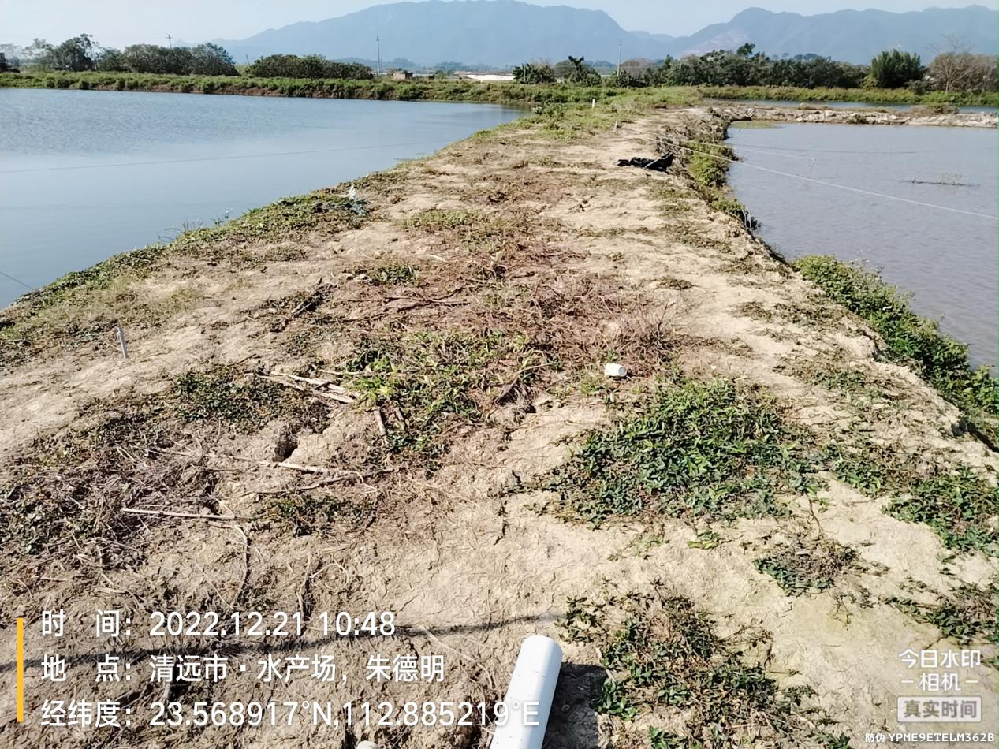 时 间：2022.12.21 10:48
地 点：清远市·水产场，朱德明
经纬度：23.568917°N,112.885219°E
今日水印
相机
真实时间
防伪 YPME9ETELM362B